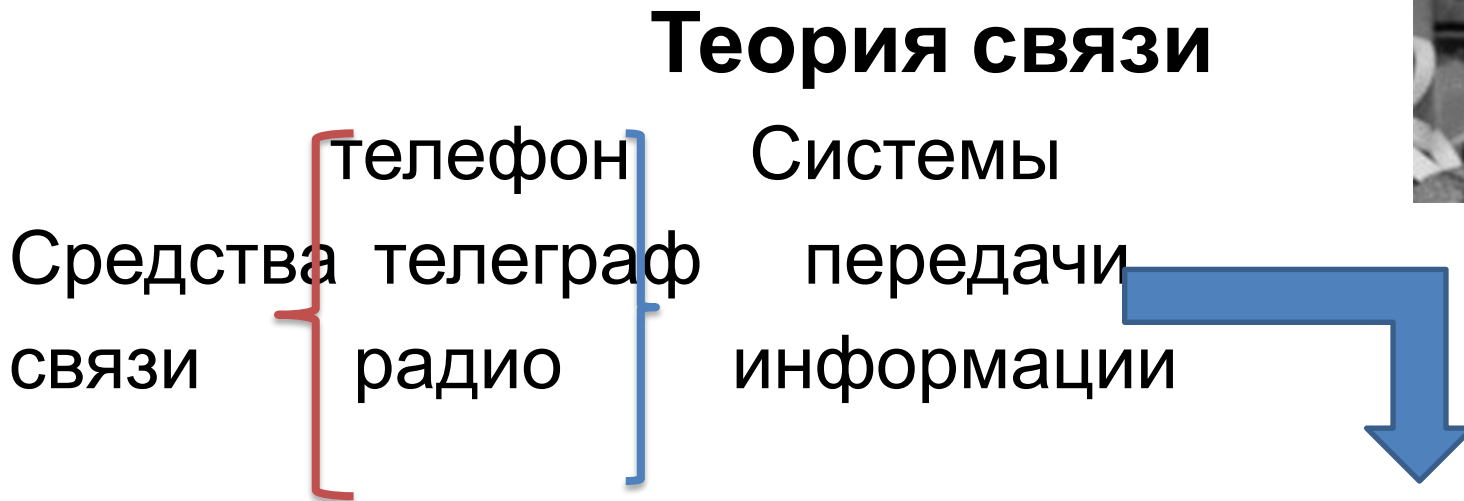 Теория связи
телефон Системы
Средства телеграф передачи
связи радио информации